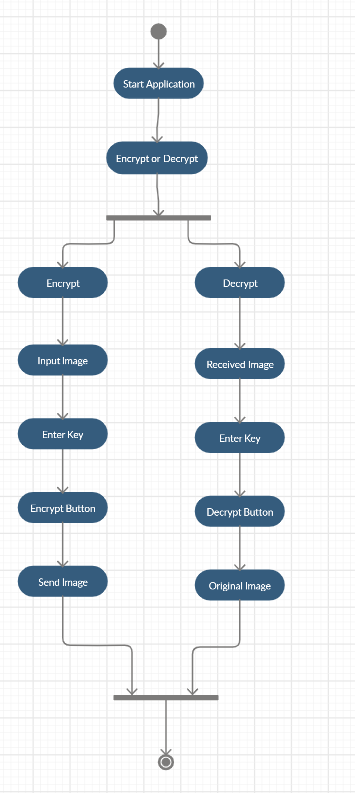 Start Application
Encrypt or Decrypt
Encrypt
Decrypt
Input Image
Received Image
Enter Key
Enter Key
Encrypt Button
Decrypt Button
Send Image
Original Image